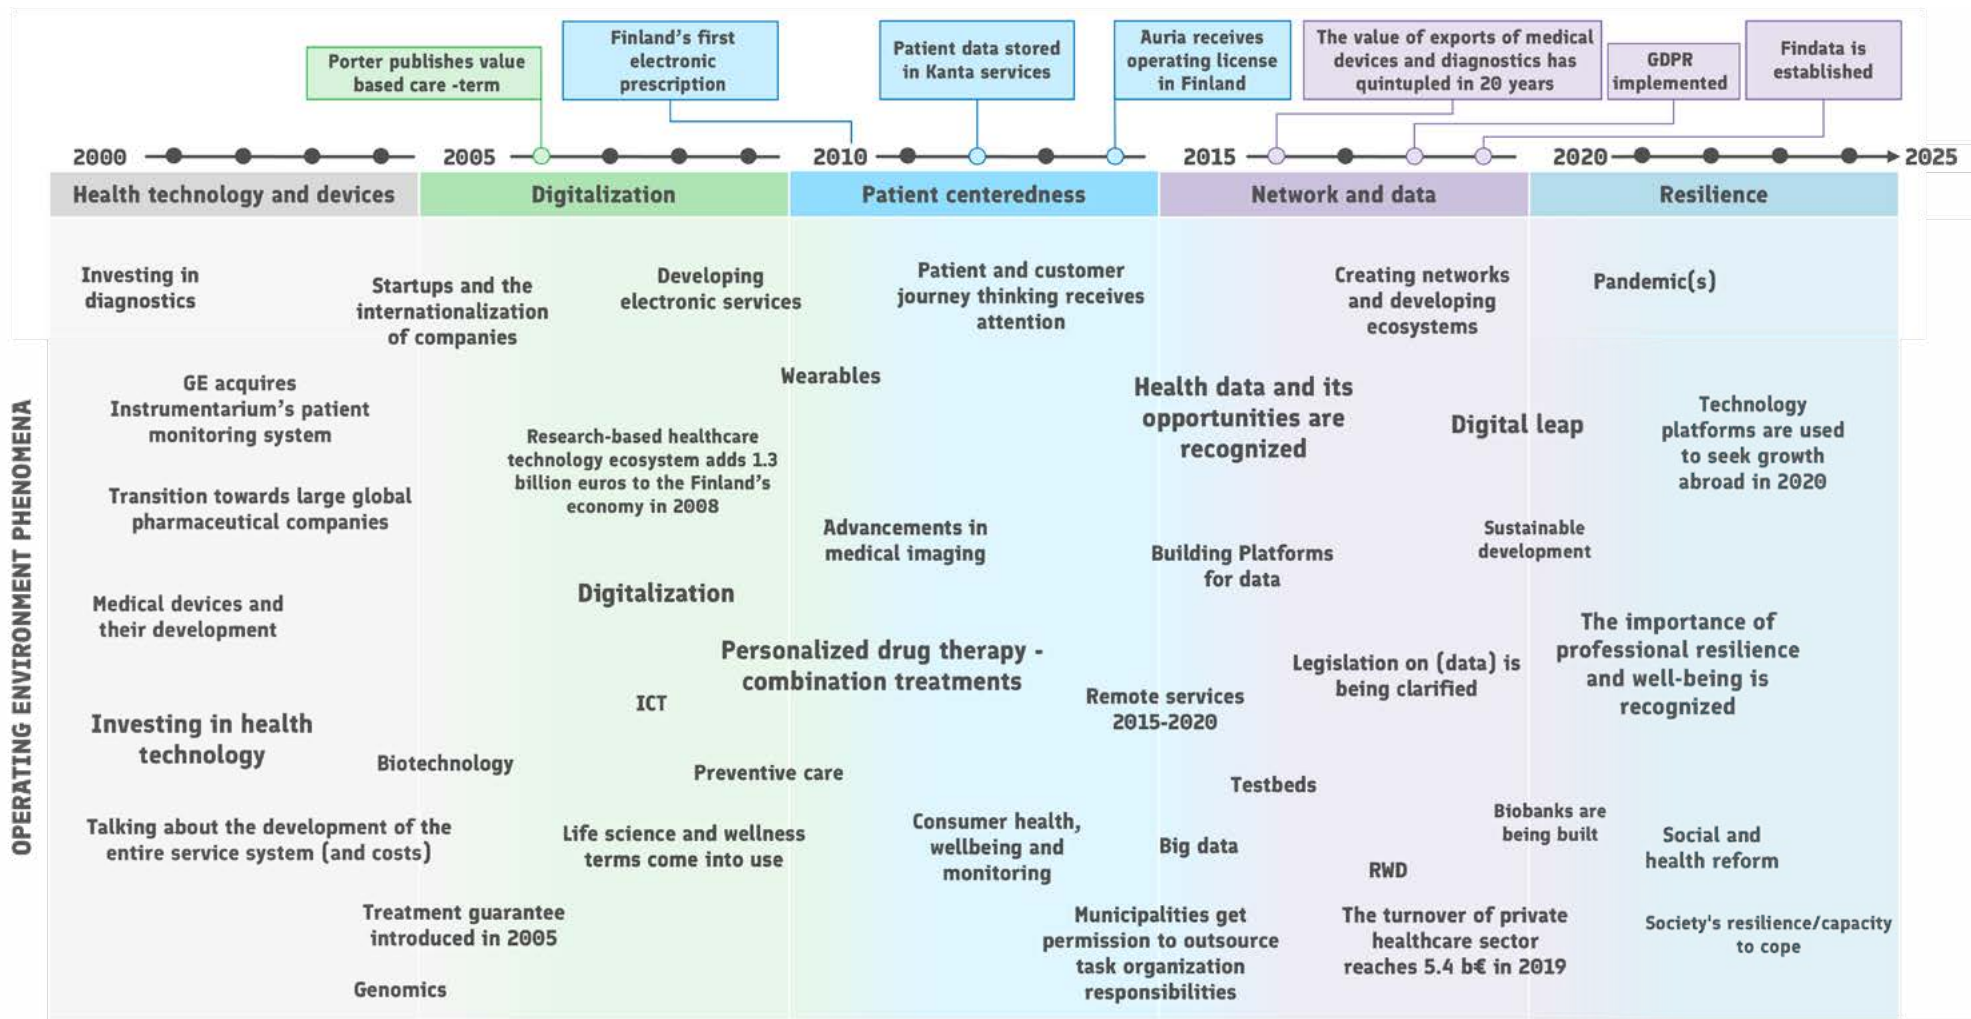 Porter publishes value
based care -term
Finland's first
electronic
prescription
Patient data stored
in Kanta services
Auria receives
operating license
in Finland
The value of exports of medical
devices and diagnostics has
quintupled in 20 years
GDPR
implemented
Findata is
established
2000
2005
2010
2015
2020
2025
Health technology and devices
Digitalization
Patient centeredness
Network and data
Resilience
OPERATING ENVIRONMENT PHENOMENA
Investing in
diagnostics
GE acquires
Instrumentarium's patient
monitoring system
Transition towards large global
pharmaceutical companies
Medical devices and
their development
Investing in health
technology
Talking about the development of the
entire service system (and costs)
Startups and the
internationalization
of companies
Biotechnology
Treatment guarantee
introduced in 2005
Genomics
Developing
electronic services
Research-based healthcare
technology ecosystem adds 1.3
billion euros to the Finland's
economy in 2008
Digitalization
ICT
Life science and wellness
terms come into use
Wearables
Personalized drug therapy -
combination treatments
Preventive care
Patient and customer
journey thinking receives
attention
Advancements in
medical imaging
Consumer health,
wellbeing and
monitoring
Remote services
2015-2020
Municipalities get
permission to outsource
task organization
responsibilities
Health data and its
opportunities are
recognized
Building Platforms
for data
Testbeds
Big data
Creating networks
and developing
ecosystems
Digital leap
Sustainable
development
Legislation on (data) is
being clarified
RWD
Biobanks are
being built
The turnover of private
healthcare sector
reaches 5.4 b€ in 2019
Pandemic(s)
Technology
platforms are used
to seek growth
abroad in 2020
The importance of
professional resilience
and well-being is
recognized
Social and
health reform
Society's resilience/capacity
to cope